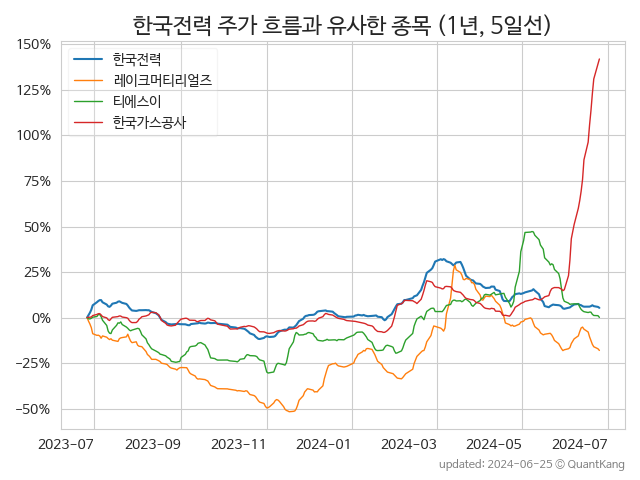 한국전력 주가 흐름과 유사한 종목 (1년, 5일선)
150%
125%
100%
75%
50%
25%
0%
−25%
−50%
한국전력
레이크머티리얼즈
티에스이
한국가스공사
2023-07 2023-09 2023-11 2024-01 2024-03 2024-05 2024-07
updated: 2024-06-25 ⓒ QuantKang